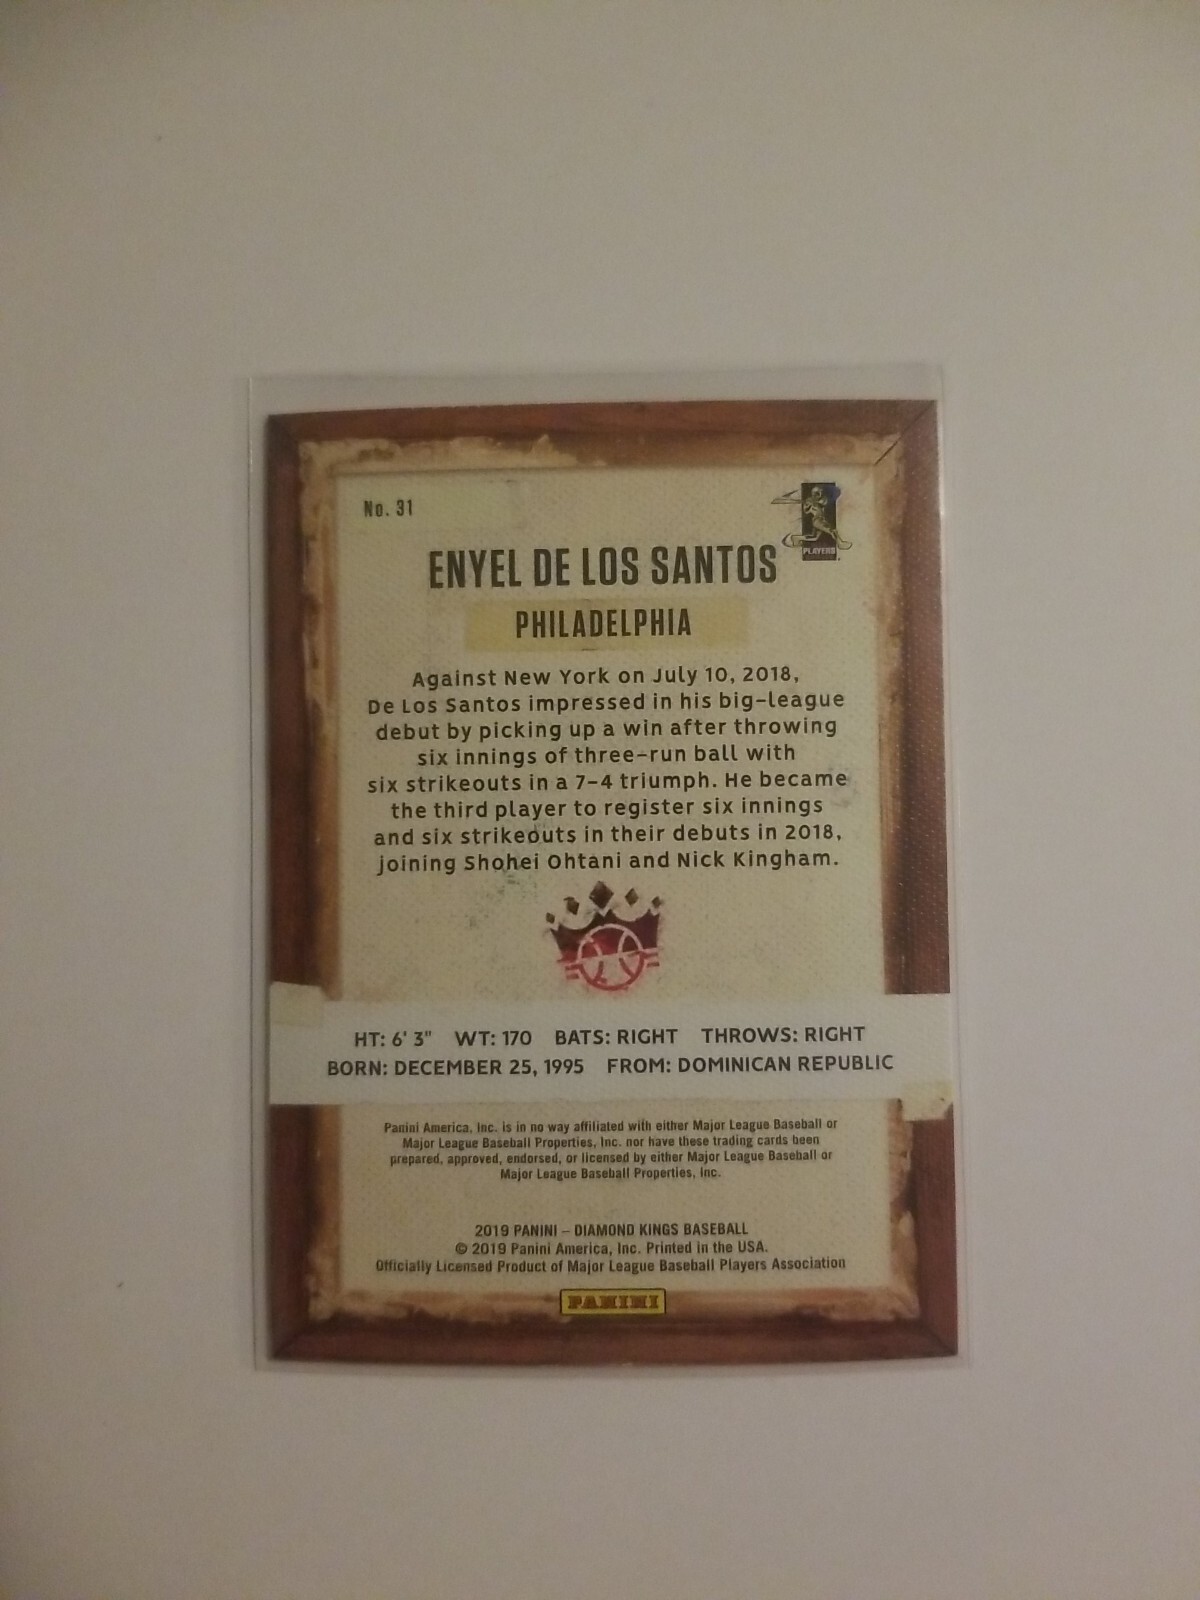 No. 31
PLAYERS
ENYEL DE LOS SANTOS
PHILADELPHIA
Against New York on July 10, 2018,
De Los Santos impressed in his big-league
debut by picking up a win after throwing
six innings of three-run ball with
six strikeouts in a 7-4 triumph. He became
the third player to register six innings
and six strikeouts in their debuts in 2018,
joining Shohei Ohtani and Nick Kingham.
HT: 6' 3" WT: 170 BATS: RIGHT THROWS: RIGHT
BORN: DECEMBER 25, 1995 FROM: DOMINICAN REPUBLIC
Panini America, Inc. is in no way affiliated with either Major League Baseball or
Major League Baseball Properties, Inc. nor have these trading cards been
prepared, approved, endorsed, or licensed by either Major League Baseball or
Major League Baseball Properties, Inc.
2019 PANINI – DIAMOND KINGS BASEBALL
© 2019 Panini America, Inc. Printed in the USA.
Officially Licensed Product of Major League Baseball Players Association
PANINI